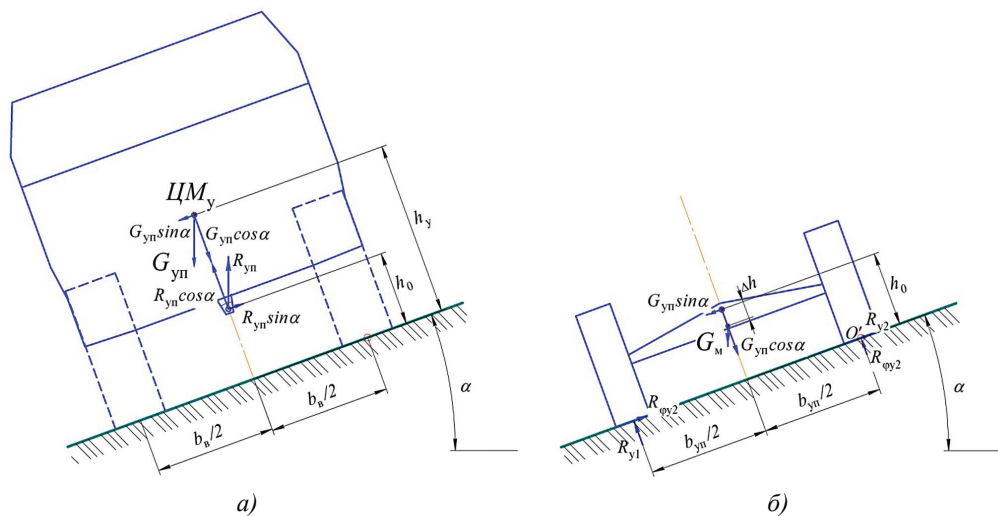 ЦМу
hу
Gупsinα
Gупcosα
Gуп
Rуп
Rупcosα
h0
Rупsinα
α
bв/2
bв/2
а)
Δh
Gупsinα
h0
Gм
Gупcosα
O'
Rу2
Rφу2
Rφу2
Rу1
bуп/2
bуп/2
α
б)